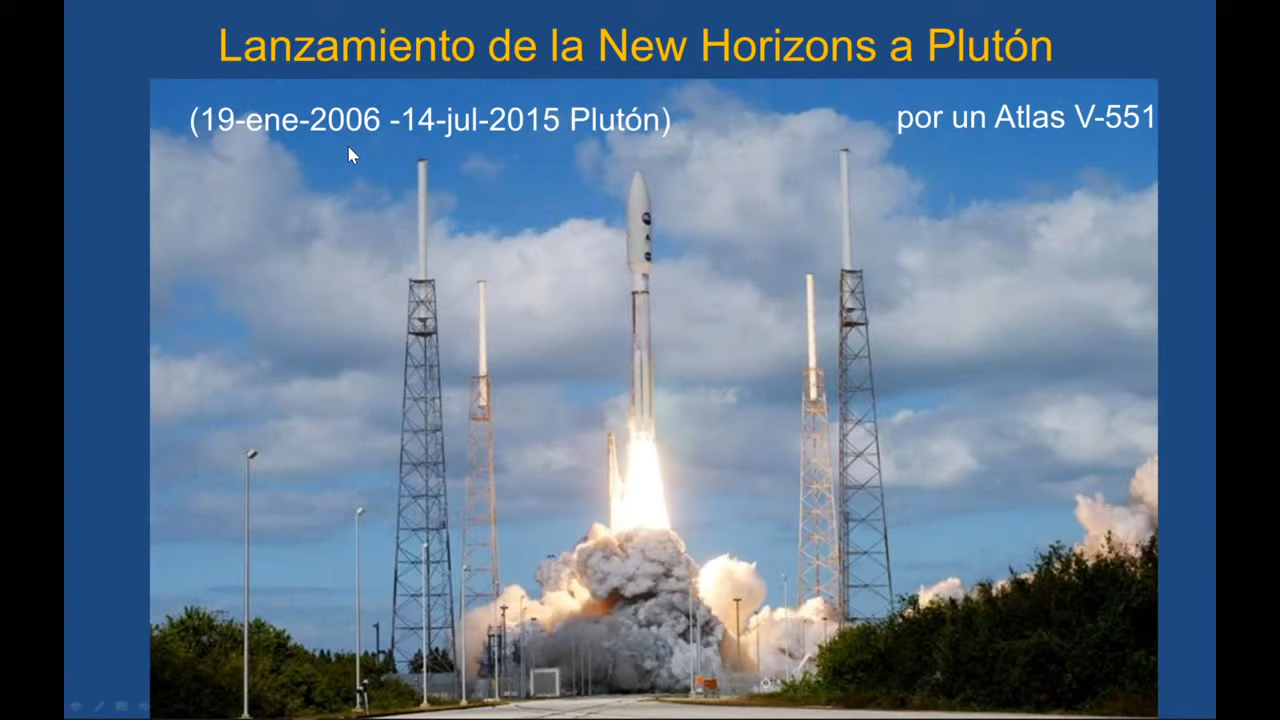 Lanzamiento de la New Horizons a Plutón
(19-ene-2006 -14-jul-2015 Plutón)
por un Atlas V-551